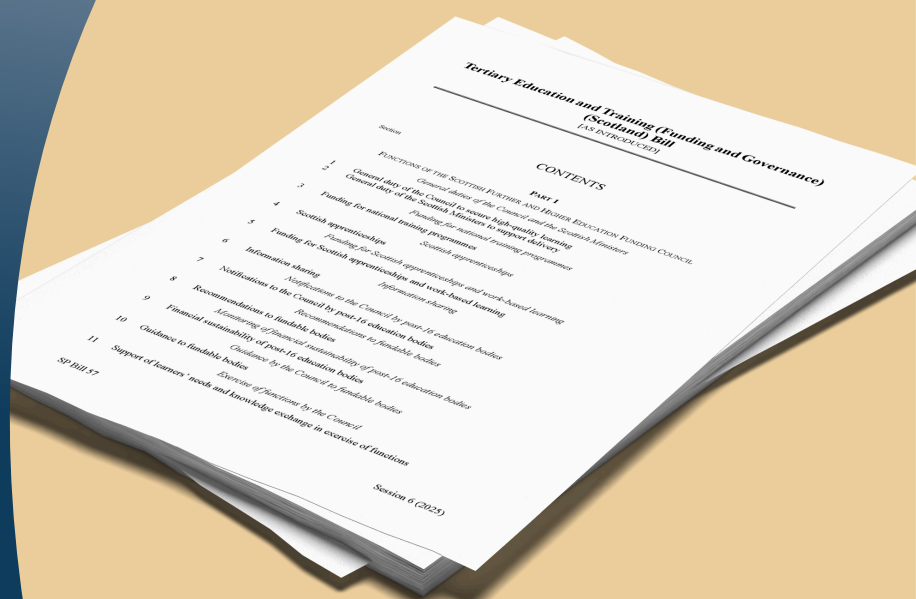 Tertiary Education and Training (Funding and Governance)
(Scotland) Bill
[AS INTRODUCED]
CONTENTS
Section
PART 1
FUNCTIONS OF THE SCOTTISH FURTHER AND HIGHER EDUCATION FUNDING COUNCIL
General duties of the Council and the Scottish Ministers
1 General duty of the Council to secure high-quality learning
2 General duty of the Scottish Ministers to support delivery
Funding for national training programmes
3 Funding for national training programmes
Scottish apprenticeships
4 Scottish apprenticeships
Funding for Scottish apprenticeships and work-based learning
5 Funding for Scottish apprenticeships and work-based learning
Information sharing
6 Information sharing
Notifications to the Council by post-16 education bodies
7 Notifications to the Council by post-16 education bodies
Recommendations to fundable bodies
8 Recommendations to fundable bodies
Monitoring of financial sustainability of post-16 education bodies
9 Financial sustainability of post-16 education bodies
Guidance by the Council to fundable bodies
10 Guidance to fundable bodies
Exercise of functions by the Council
11 Support of learners' needs and knowledge exchange in exercise of functions
SP Bill 57
Session 6 (2025)